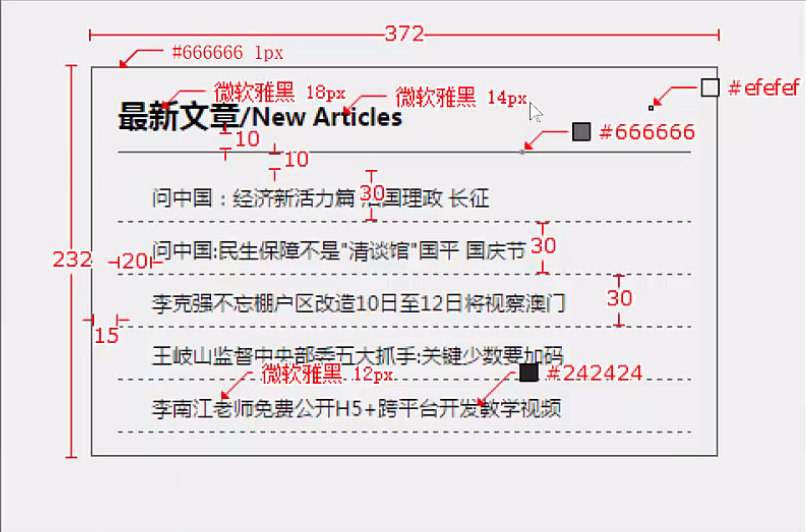 372
#666666 1px
微软雅黑 18px
微软雅黑 14px
#efefef
最新文章/New Articles
#666666
10
10
问中国：经济新活力篇 治国理政 长征
30
问中国:民生保障不是"清谈馆"国平 国庆节
30
232
20
李克强不忘棚户区改造10日至12日将视察澳门
30
15
王岐山监督中央部委五大抓手:关键少数要加码
微软雅黑 12px
#242424
李南江老师免费公开H5+跨平台开发教学视频